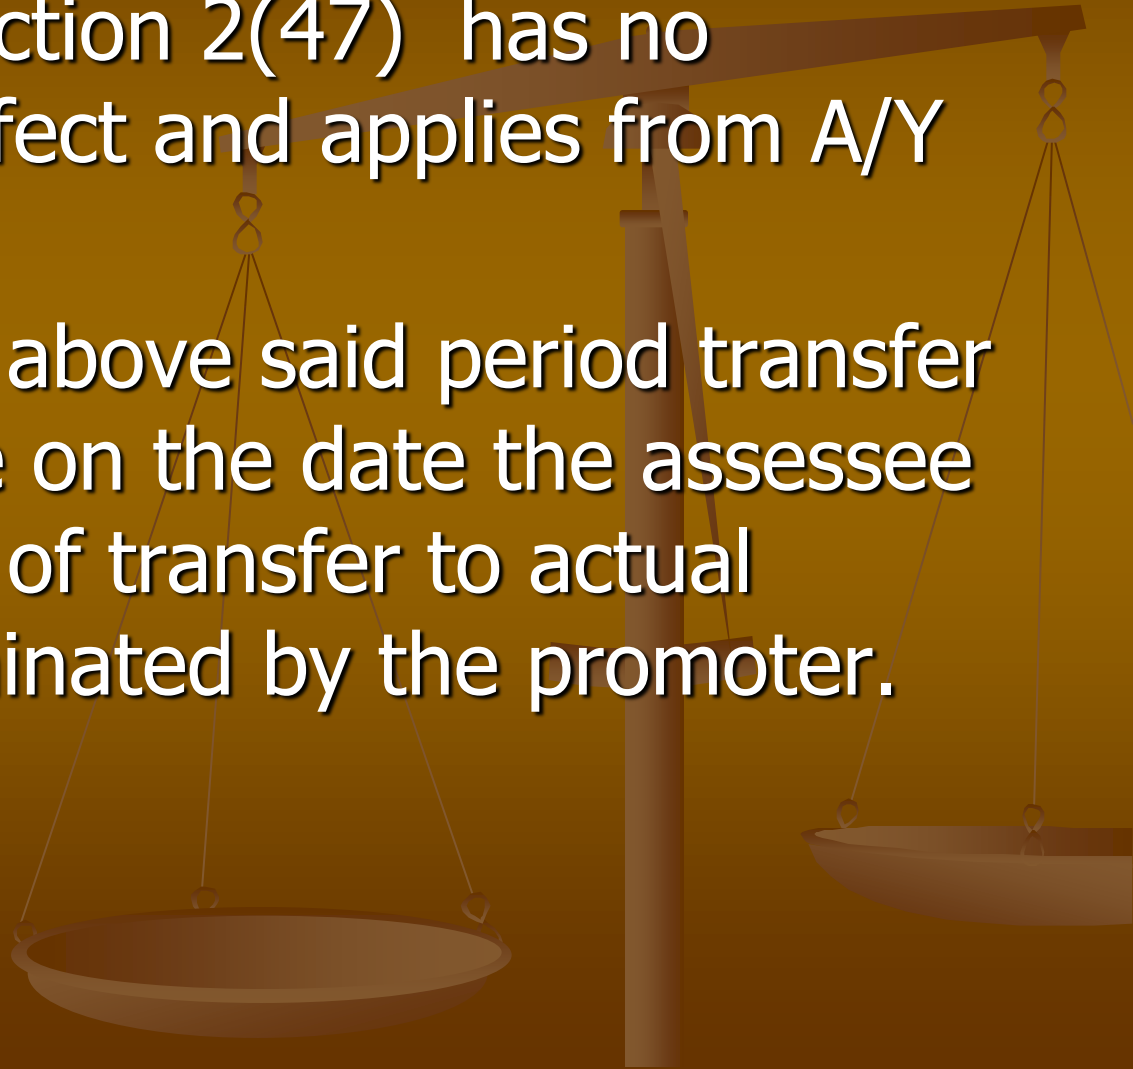 ction 2(47) has no
fect and applies from A/Y
above said period transfer
e on the date the assessee
of transfer to actual
inated by the promoter.